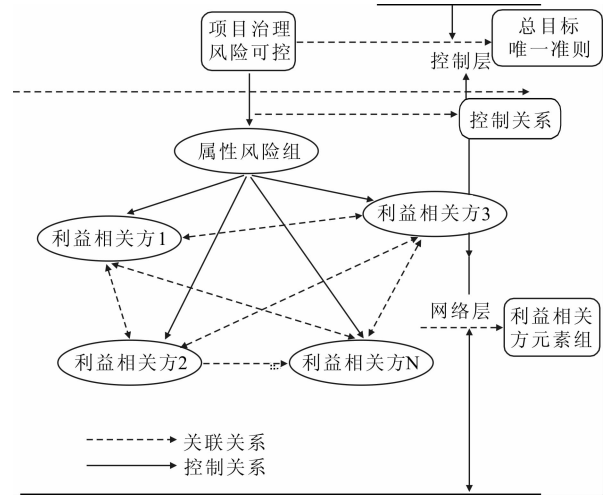 项目治理
风险可控
总目标
唯一准则
控制层
控制关系
属性风险组
利益相关方3
利益相关方1
网络层
利益相关
方元素组
利益相关方2
利益相关方N
关联关系
控制关系